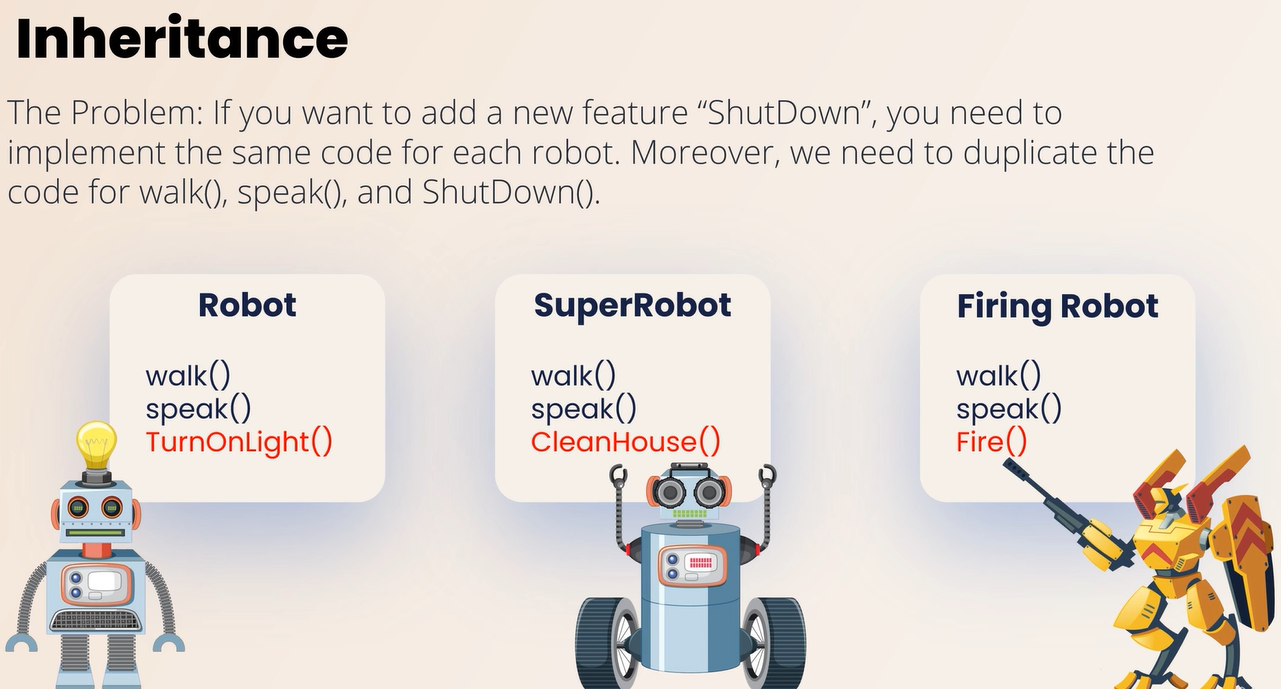 Inheritance
The Problem: If you want to add a new feature “ShutDown”, you need to
implement the same code for each robot. Moreover, we need to duplicate the
code for walk(), speak(), and ShutDown().
Robot
walk()
speak()
TurnOnLight()
SuperRobot
walk()
speak()
CleanHouse()
Firing Robot
walk()
speak()
Fire()